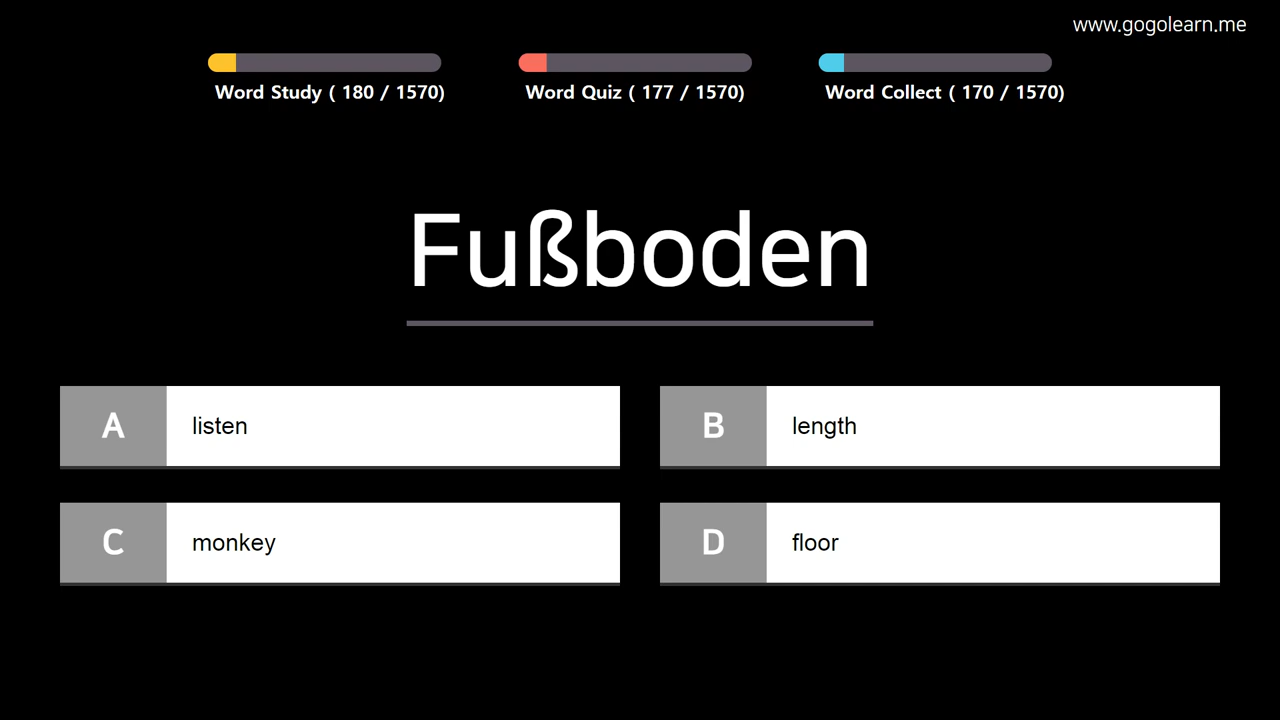 www.gogolearn.me
Word Study ( 180 / 1570)
Word Quiz ( 177 / 1570)
Word Collect ( 170 / 1570)
Fußboden
A listen
B length
C monkey
D floor